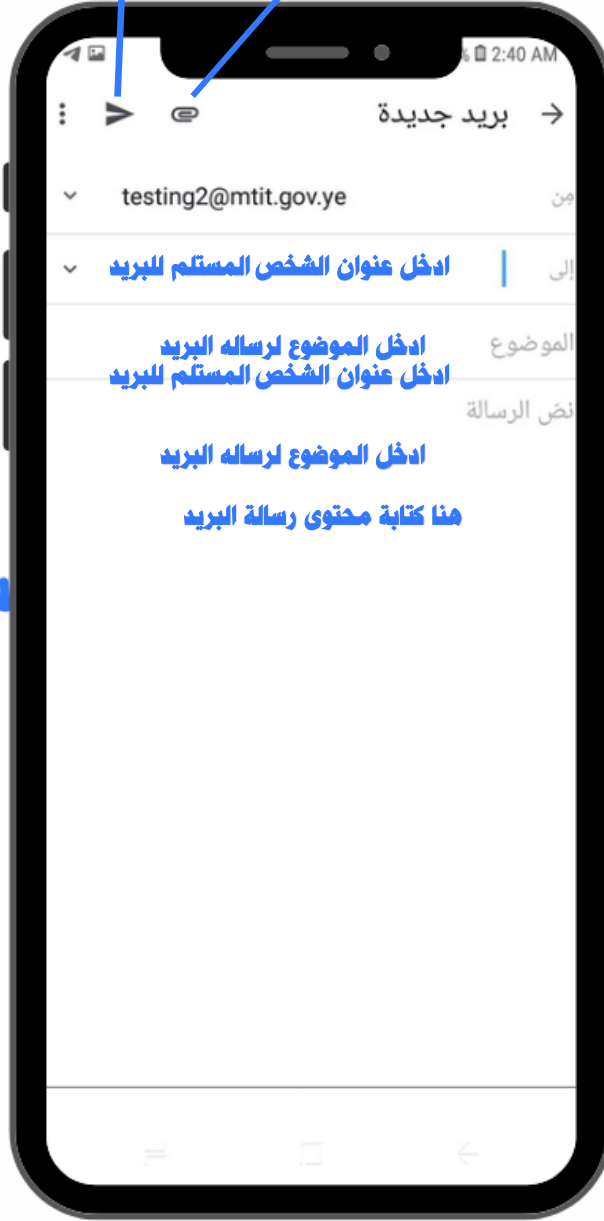 2:40 AM
بريد جديدة
من testing2@mtit.gov.ye
إلى ادخل عنوان الشخص المستلم للبريد
الموضوع ادخل الموضوع لرساله البريد
ادخل عنوان الشخص المستلم للبريد
نصّ الرسالة
ادخل الموضوع لرساله البريد
هنا كتابة محتوى رسالة البريد